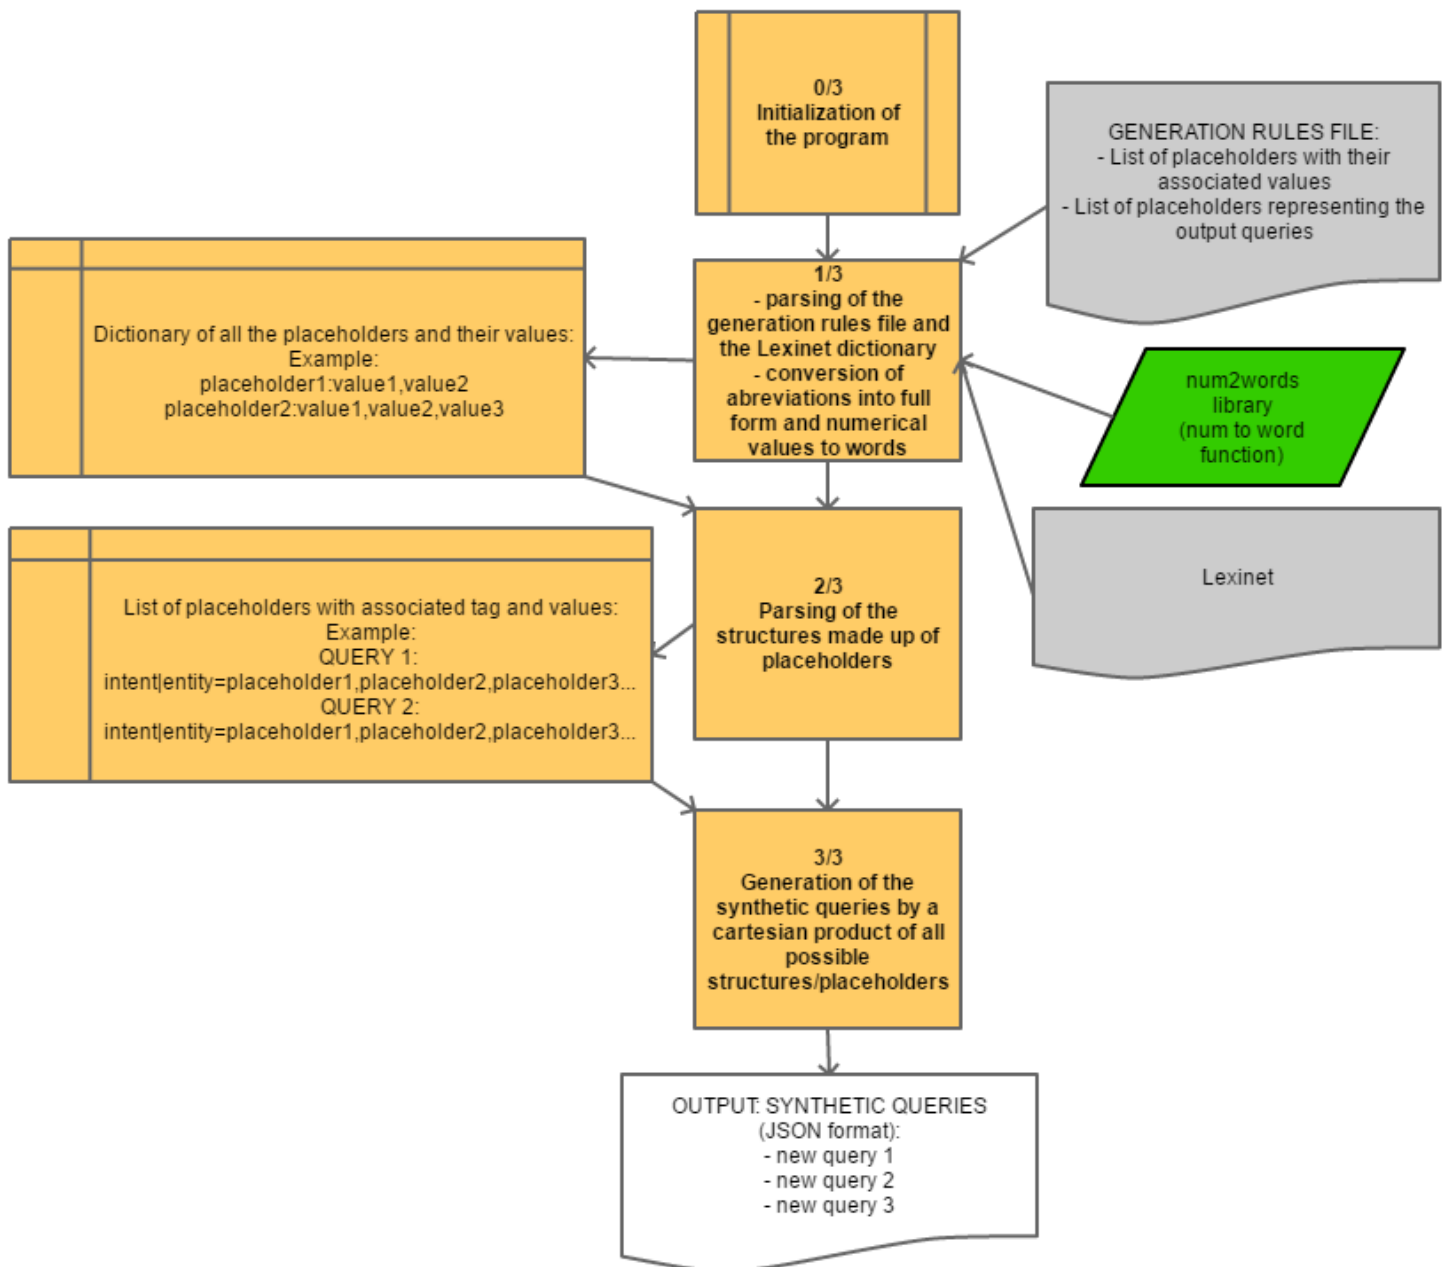 0/3
Initialization of
the program
GENERATION RULES FILE:
- List of placeholders with their
associated values
- List of placeholders representing the
output queries
1/3
- parsing of the
generation rules file and
the Lexinet dictionary
- conversion of
abreviations into full
form and numerical
values to words
Dictionary of all the placeholders and their values:
Example:
placeholder1:value1,value2
placeholder2:value1,value2,value3
num2words
library
(num to word
function)
Lexinet
2/3
Parsing of the
structures made up of
placeholders
List of placeholders with associated tag and values:
Example:
QUERY 1:
intent|entity=placeholder1,placeholder2,placeholder3...
QUERY 2:
intent|entity=placeholder1,placeholder2,placeholder3...
3/3
Generation of the
synthetic queries by a
cartesian product of all
possible
structures/placeholders
OUTPUT: SYNTHETIC QUERIES
(JSON format):
- new query 1
- new query 2
- new query 3